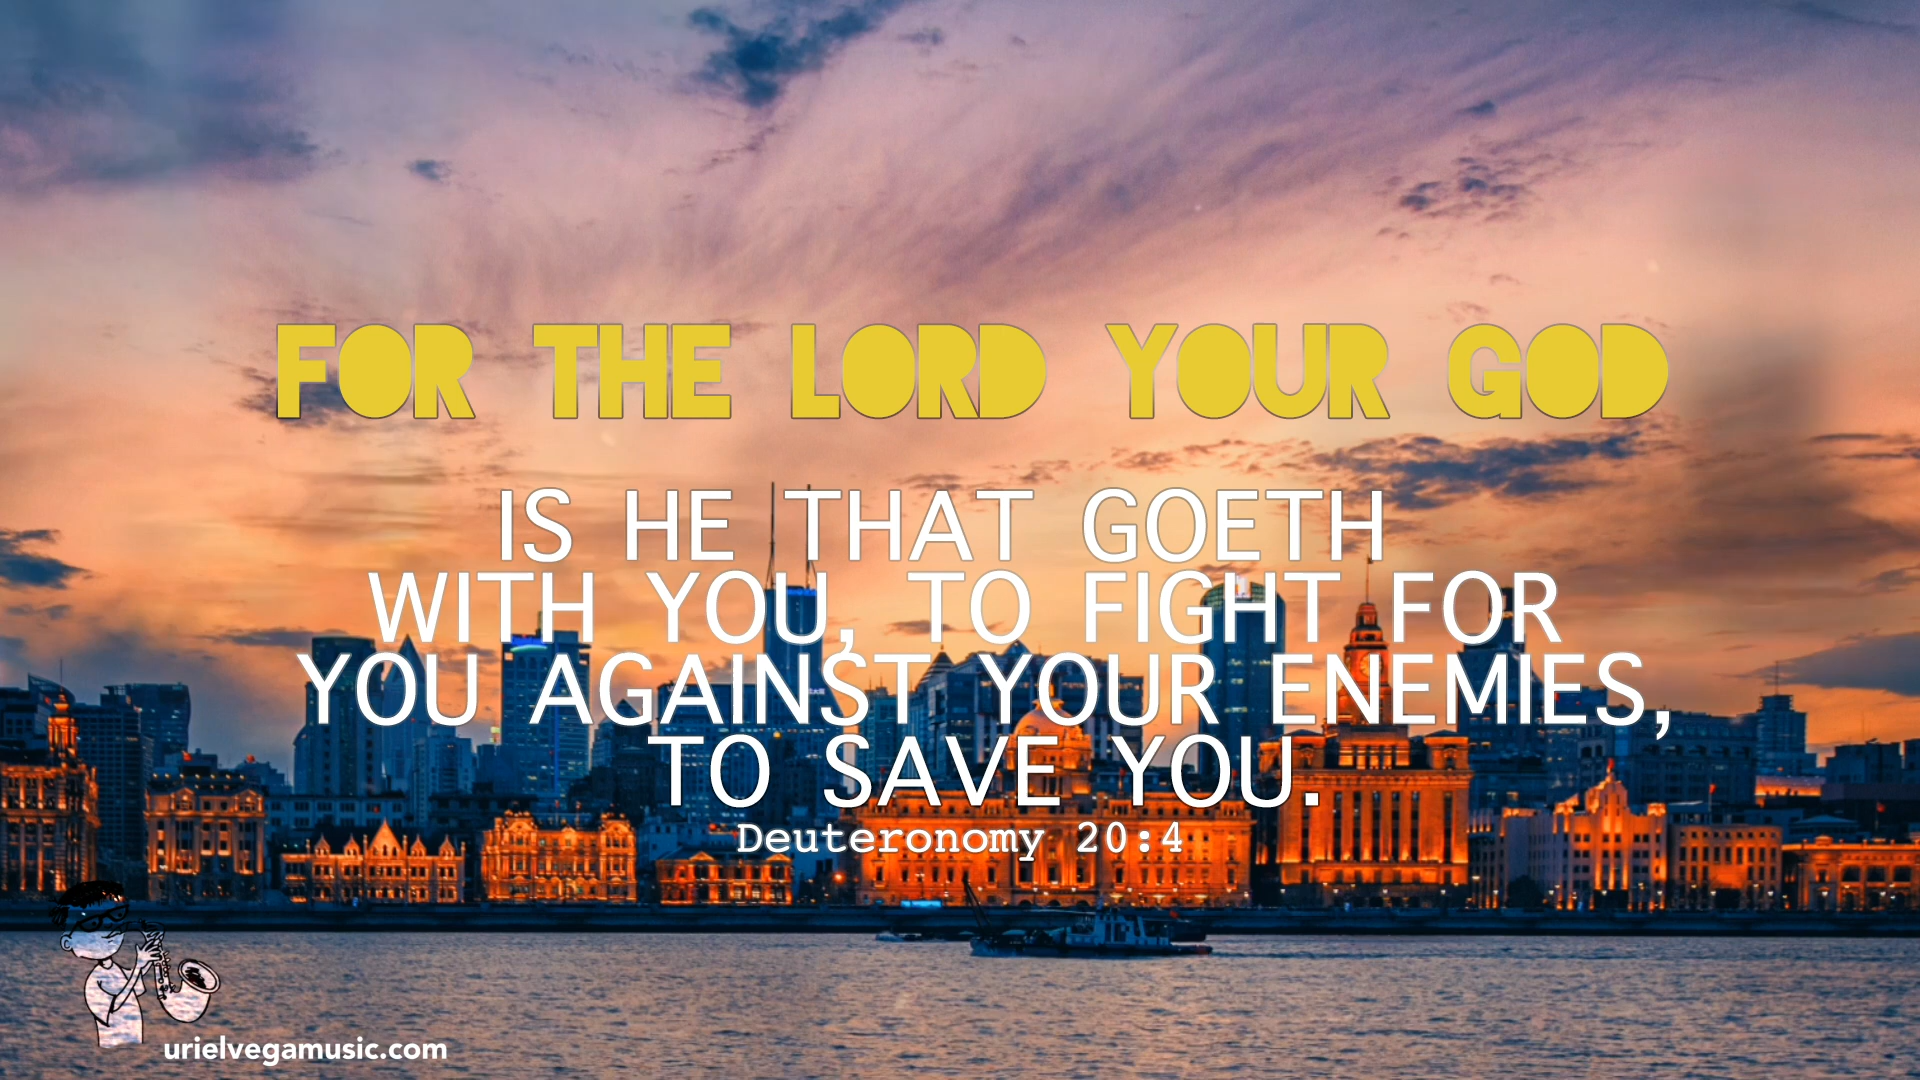 FOR THE LORD YOUR GOD
IS HE THAT GOETH
WITH YOU, TO FIGHT FOR
YOU AGAINST YOUR ENEMIES,
TO SAVE YOU.
Deuteronomy 20:4
urielvegamusic.com